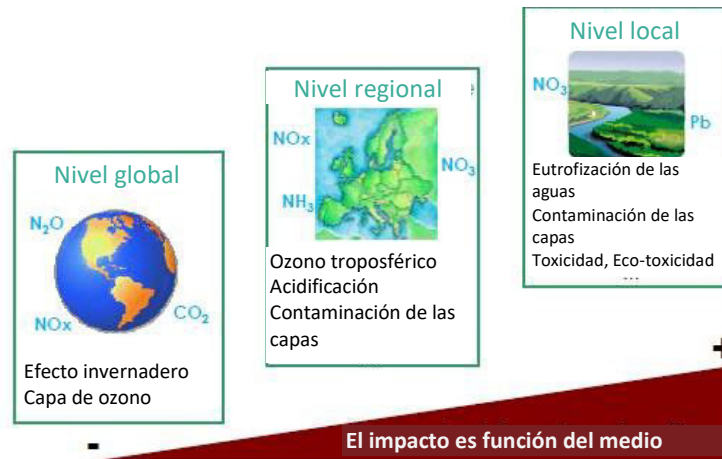 Nivel global
N₂O
NOx
CO₂
Efecto invernadero
Capa de ozono
Nivel regional
NOx
NO₃
NH₃
Ozono troposférico
Acidificación
Contaminación de las
capas
Nivel local
NO₃
Pb
Eutrofización de las
aguas
Contaminación de las
capas
Toxicidad, Eco-toxicidad
...
-
+
El impacto es función del medio